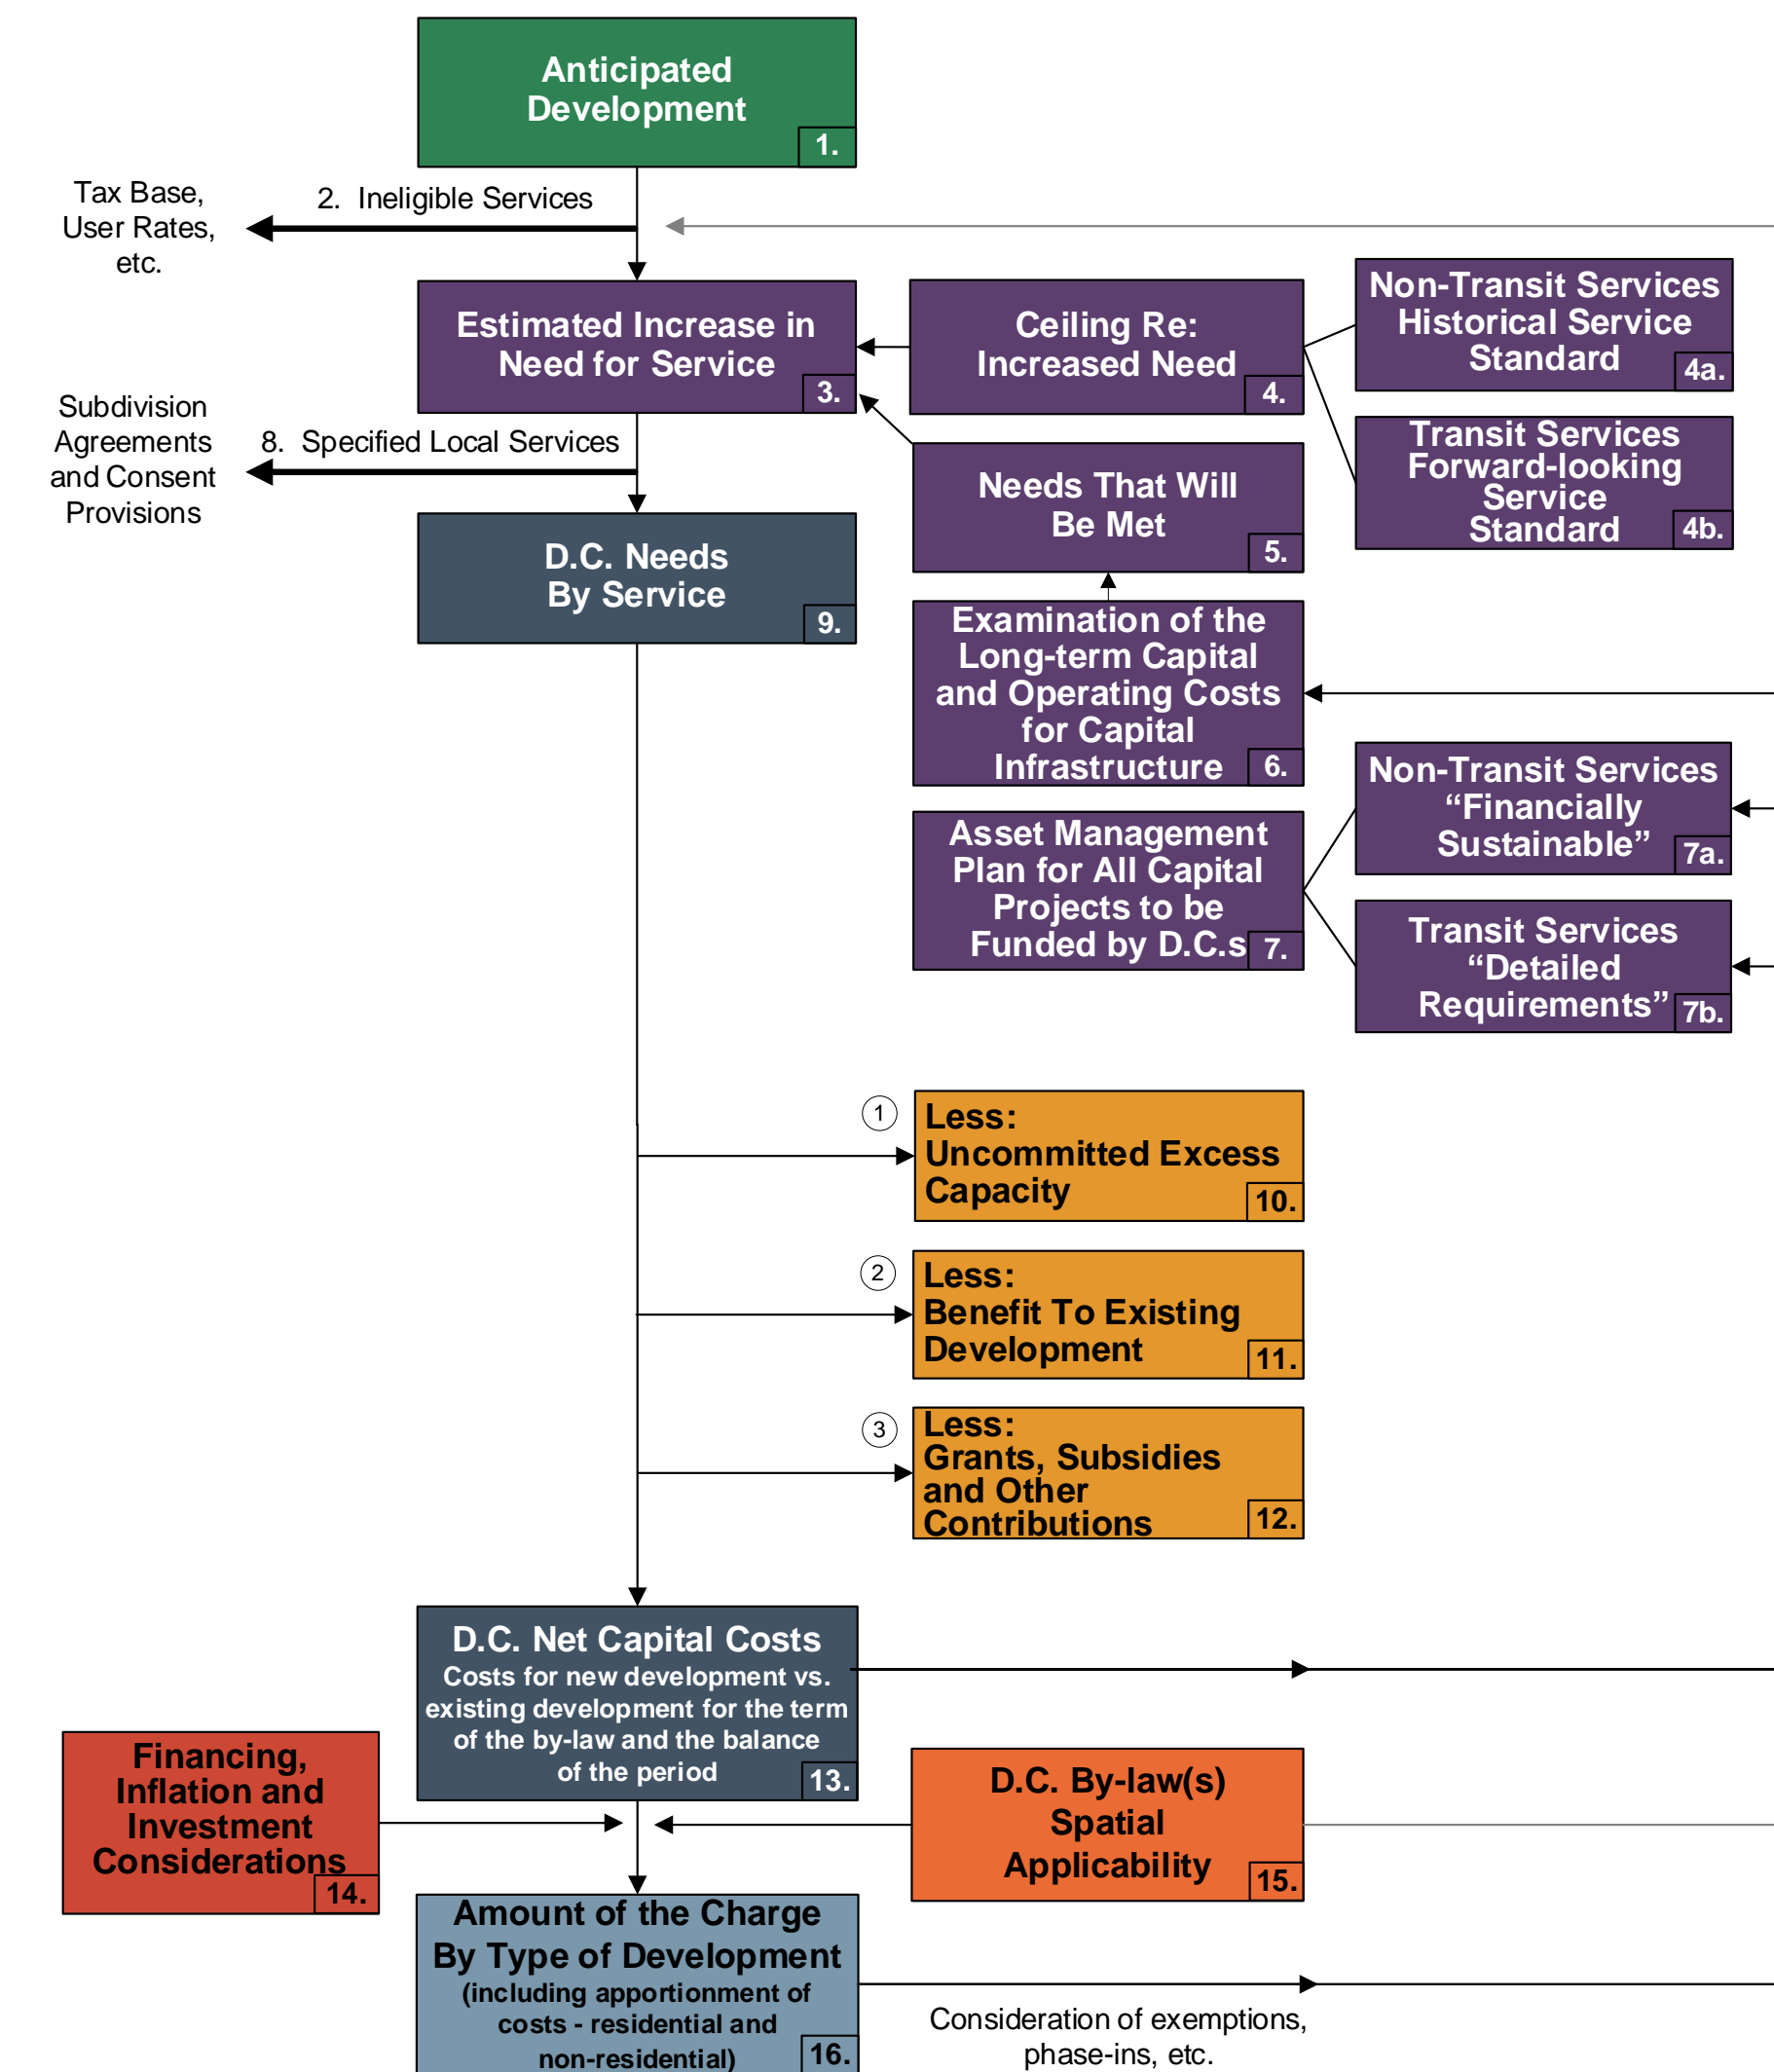 Anticipated
Development
1.
Tax Base,
User Rates,
etc.
2. Ineligible Services
Estimated Increase in
Need for Service
3.
Ceiling Re:
Increased Need
4.
Non-Transit Services
Historical Service
Standard
4a.
Transit Services
Forward-looking
Service
Standard
4b.
Subdivision
Agreements
and Consent
Provisions
8. Specified Local Services
Needs That Will
Be Met
5.
D.C. Needs
By Service
9.
Examination of the
Long-term Capital
and Operating Costs
for Capital
Infrastructure
6.
Asset Management
Plan for All Capital
Projects to be
Funded by D.C.s
7.
Non-Transit Services
“Financially
Sustainable”
7a.
Transit Services
“Detailed
Requirements”
7b.
1
Less:
Uncommitted Excess
Capacity
10.
2
Less:
Benefit To Existing
Development
11.
3
Less:
Grants, Subsidies
and Other
Contributions
12.
D.C. Net Capital Costs
Costs for new development vs.
existing development for the term
of the by-law and the balance
of the period
13.
Financing,
Inflation and
Investment
Considerations
14.
D.C. By-law(s)
Spatial
Applicability
15.
Amount of the Charge
By Type of Development
(including apportionment of
costs - residential and
non-residential)
16.
Consideration of exemptions,
phase-ins, etc.